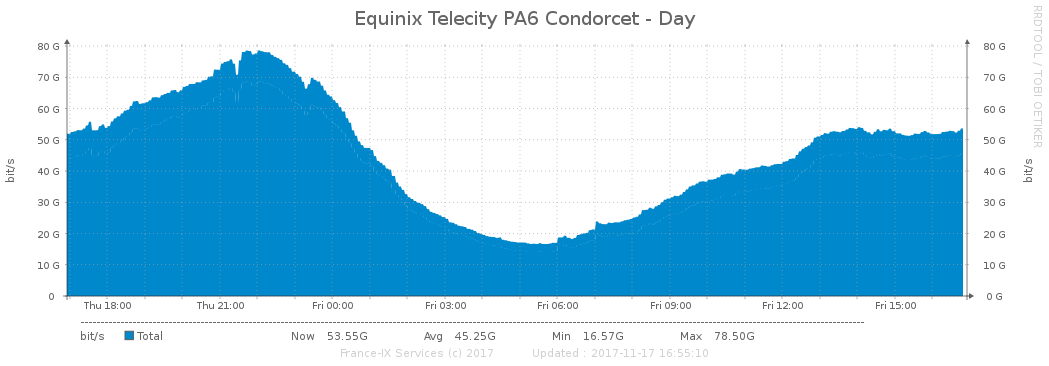 Equinix Telecity PA6 Condorcet - Day
RRDTOOL / TOBI OETIKER
80 G 80 G
70 G 70 G
60 G 60 G
50 G 50 G
40 G 40 G
30 G 30 G
20 G 20 G
10 G 10 G
0 0 G
bit/s bit/s
Thu 18:00 Thu 21:00 Fri 00:00 Fri 03:00 Fri 06:00 Fri 09:00 Fri 12:00 Fri 15:00
bit/s Total Now 53.55G Avg 45.25G Min 16.57G Max 78.50G
France-IX Services (c) 2017 Updated : 2017-11-17 16:55:10